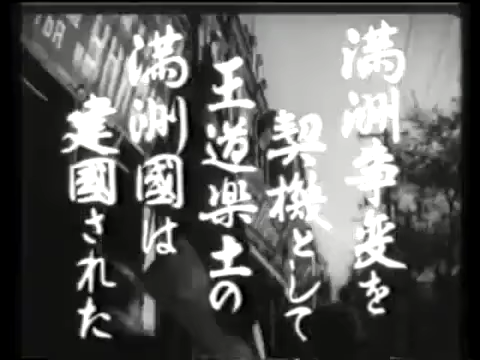 満洲事変を
契機として
王道楽土の
満洲國は
建國された